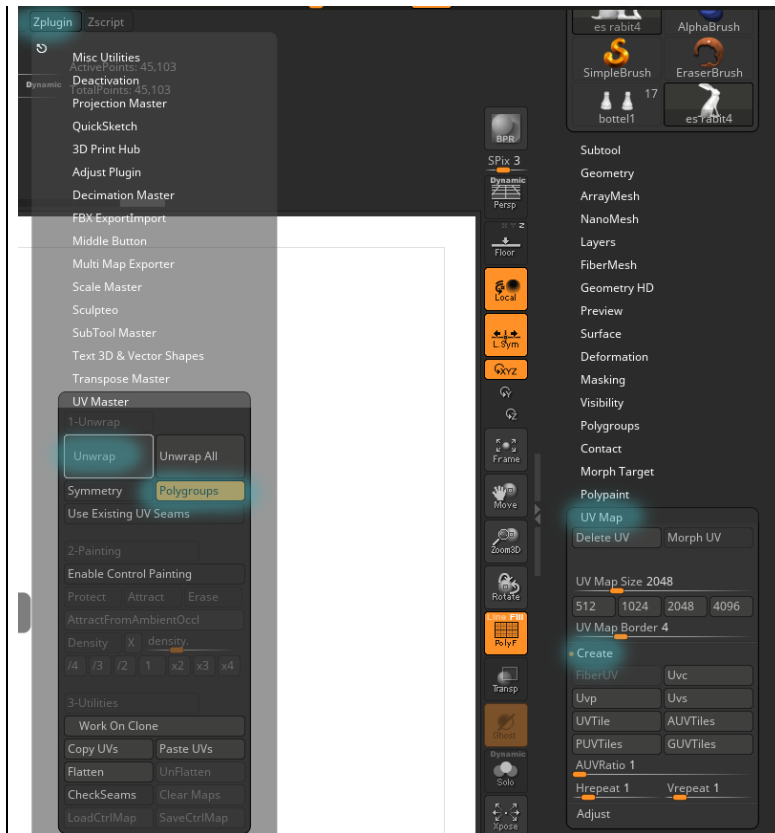 Zplugin Zscript
Misc Utilities
ActivePoints: 45,103
Dynamic Deactivation
TotalPoints: 45,103
Projection Master
QuickSketch
3D Print Hub
Adjust Plugin
Decimation Master
FBX ExportImport
Middle Button
Multi Map Exporter
Scale Master
Sculpteo
SubTool Master
Text 3D & Vector Shapes
Transpose Master
UV Master
1-Unwrap
Unwrap Unwrap All
Symmetry Polygroups
Use Existing UV Seams
2-Painting
Enable Control Painting
Protect Attract Erase
AttractFromAmbientOccl
Density X density.
/4 /3 /2 1 x2 x3 x4
3-Utilities
Work On Clone
Copy UVs Paste UVs
Flatten UnFlatten
CheckSeams Clear Maps
LoadCtrlMap SaveCtrlMap
BPR
SPix 3
Dynamic
Persp
X Y Z
Floor
Local
L.Sym
XYZ
Y
Z
Frame
Move
Zoom3D
Rotate
Line Fill
PolyF
Transp
Ghost
Dynamic
Solo
Xpose
es rabit4 AlphaBrush
SimpleBrush EraserBrush
17
bottel1 es rabit4
Subtool
Geometry
ArrayMesh
NanoMesh
Layers
FiberMesh
Geometry HD
Preview
Surface
Deformation
Masking
Visibility
Polygroups
Contact
Morph Target
Polypaint
UV Map
Delete UV Morph UV
UV Map Size 2048
512 1024 2048 4096
UV Map Border 4
Create
FiberUV Uvc
Uvp Uvs
UVTile AUVTiles
PUVTiles GUVTiles
AUVRatio 1
Hrepeat 1 Vrepeat 1
Adjust